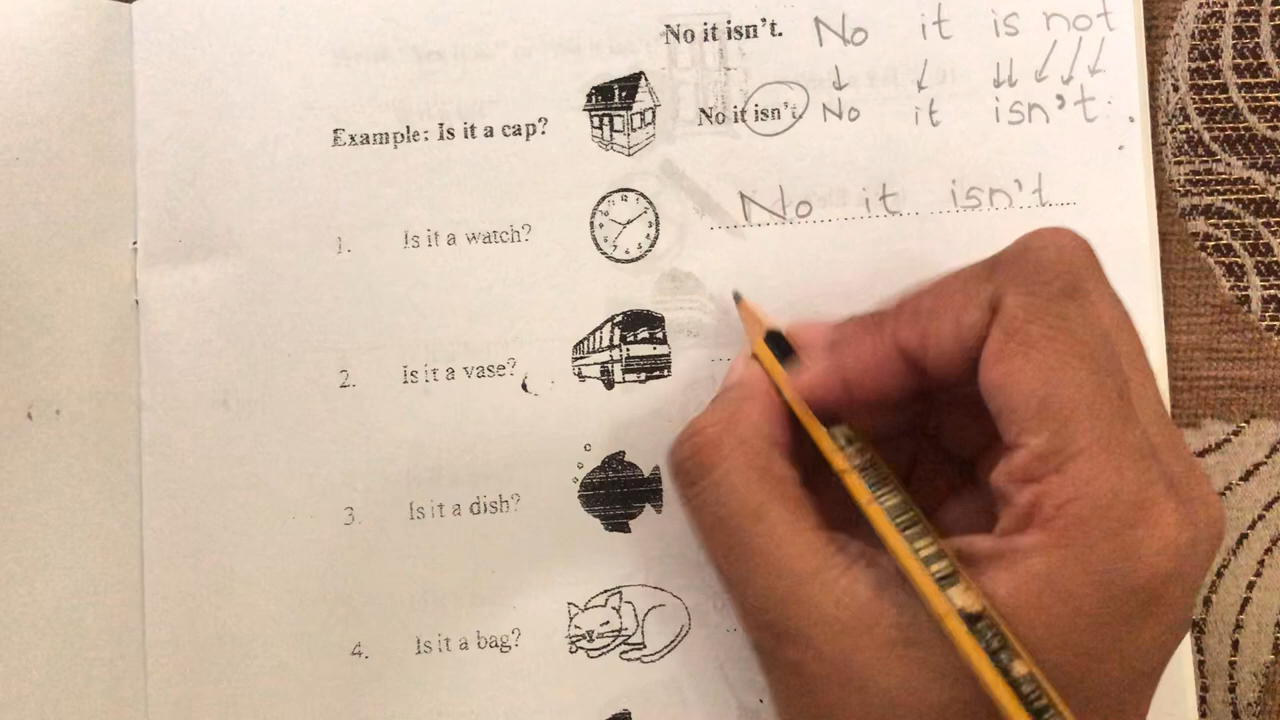 No it isn't. No it is not
No it isn't. No it isn't.
Example: Is it a cap?
No it isn't
1. Is it a watch?
2. Is it a vase?
3. Is it a dish?
4. Is it a bag?